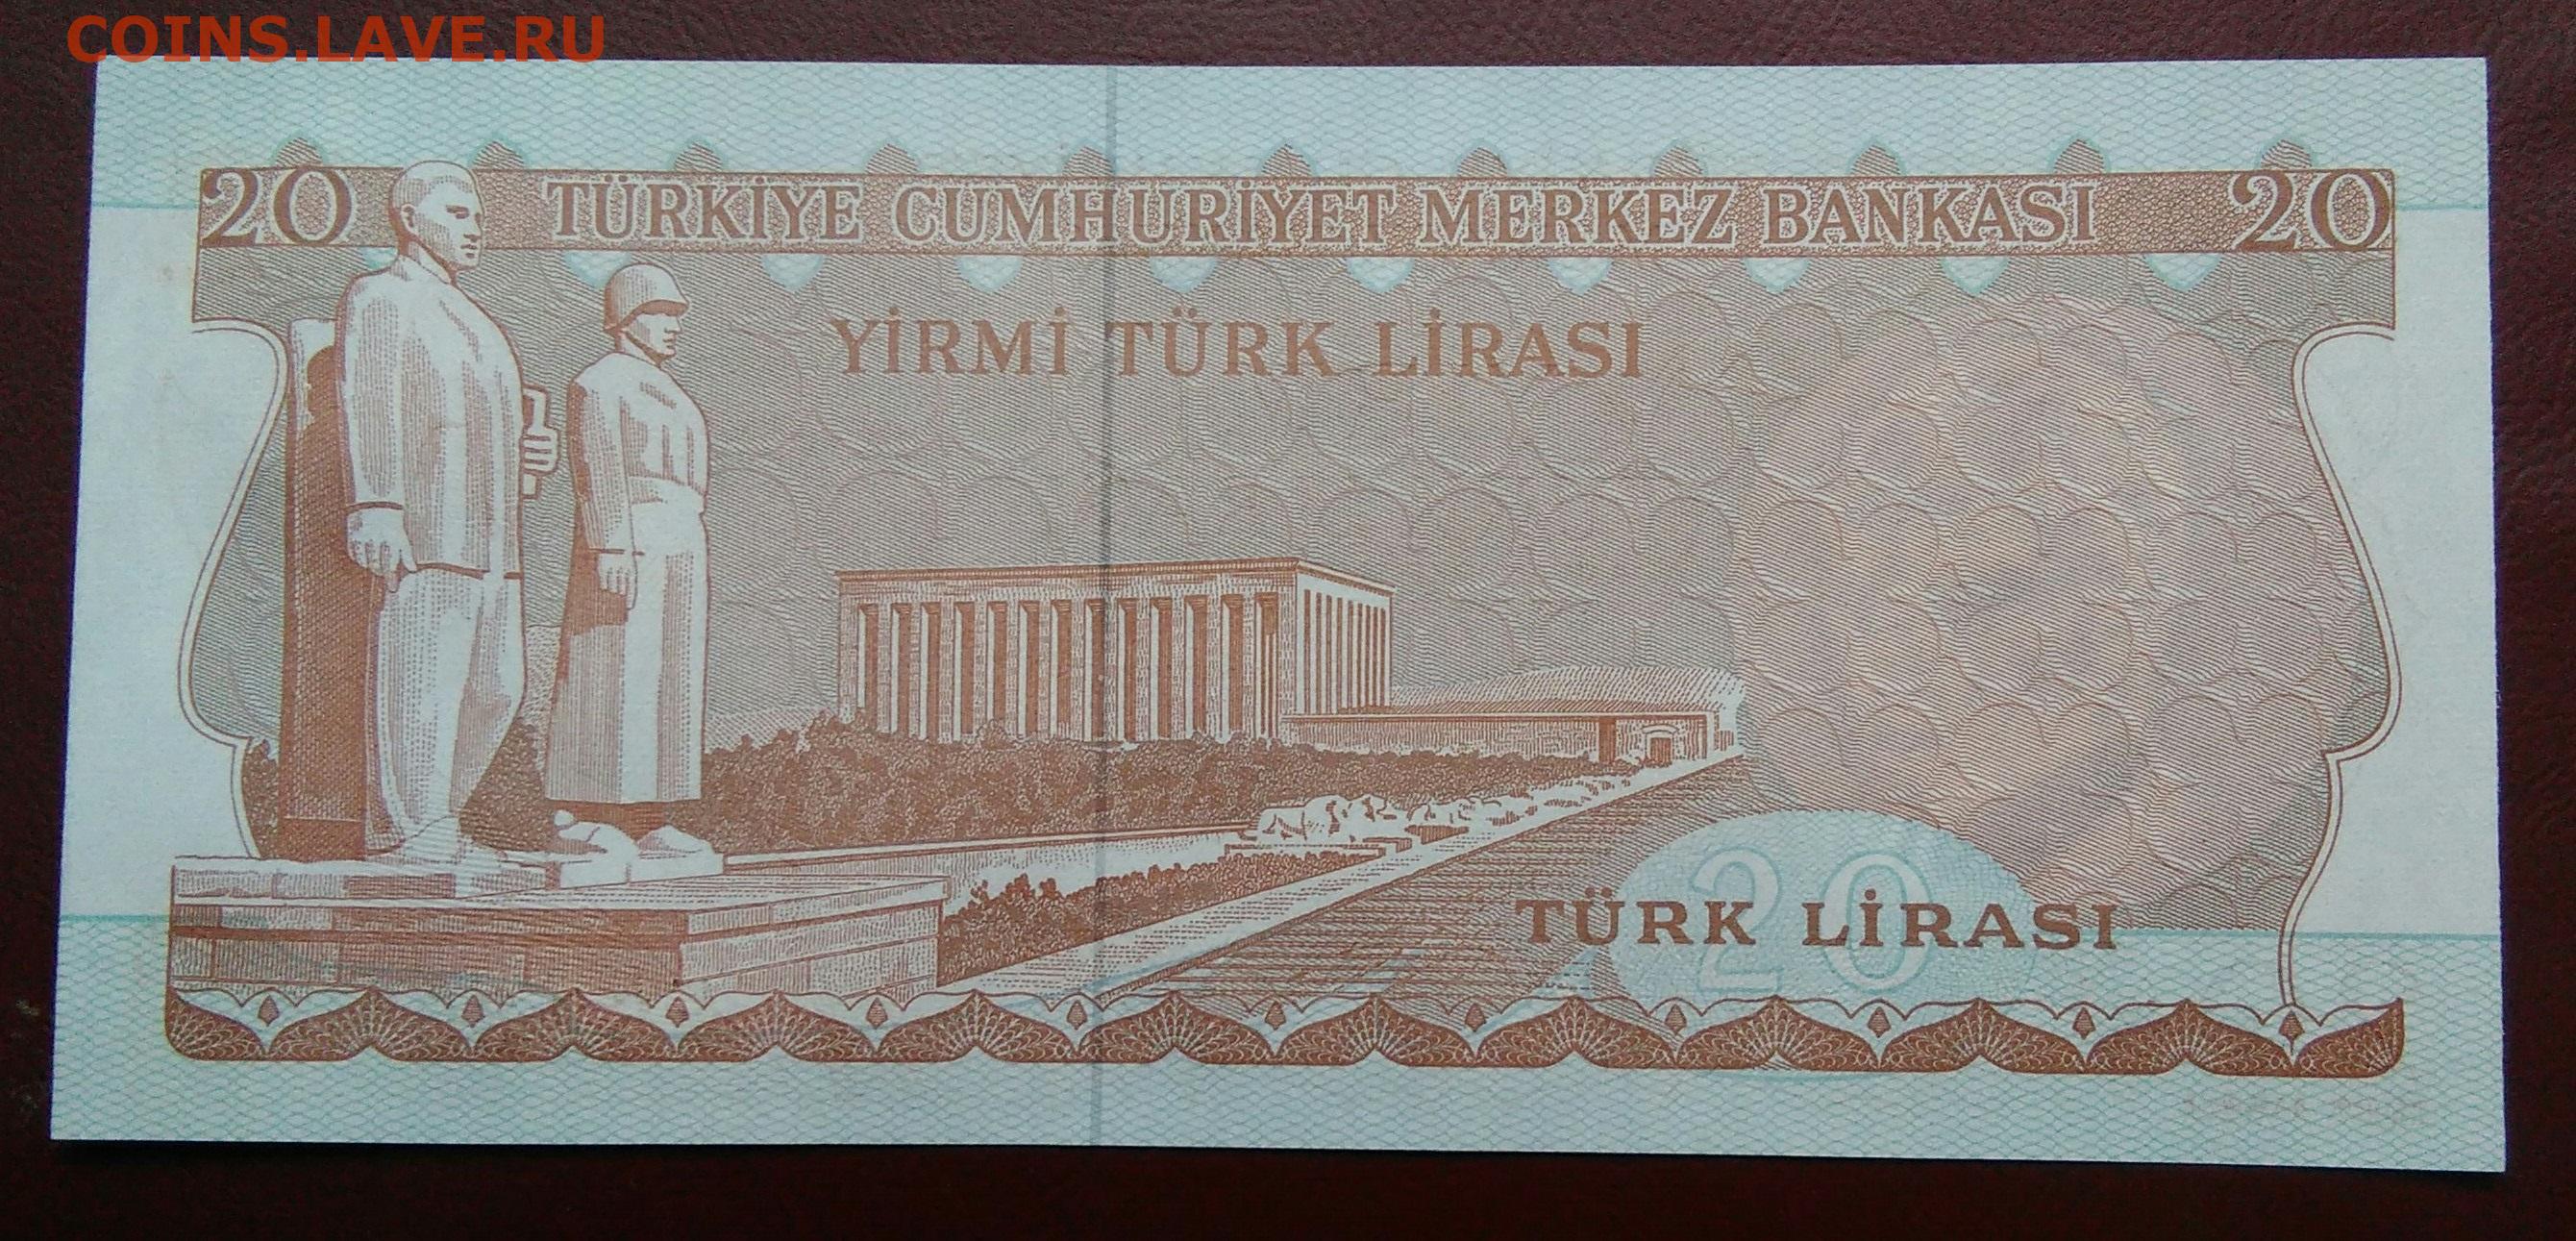 COINS.LAVE.RU
20 TÜRKİYE CUMHURİYET MERKEZ BANKASI 20
YİRMİ TÜRK LİRASI
20
TÜRK LİRASI